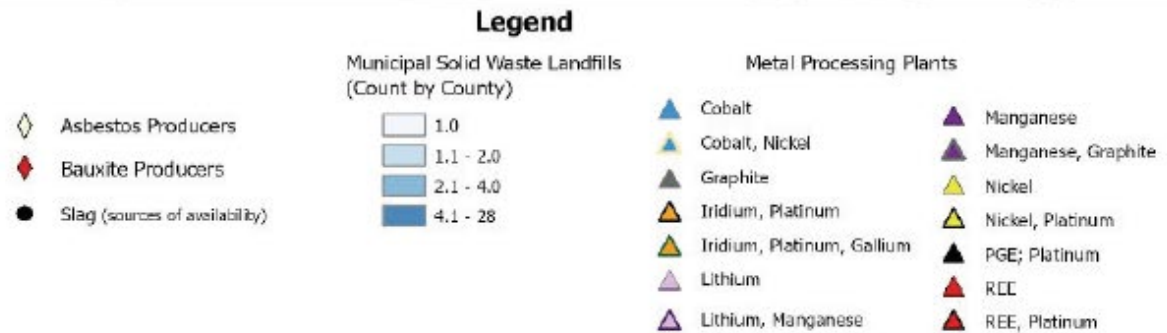 Legend
Asbestos Producers
Bauxite Producers
Slag (sources of availability)
Municipal Solid Waste Landfills
(Count by County)
1.0
1.1 - 2.0
2.1 - 4.0
4.1 - 28
Metal Processing Plants
Cobalt
Cobalt, Nickel
Graphite
Iridium, Platinum
Iridium, Platinum, Gallium
Lithium
Lithium, Manganese
Manganese
Manganese, Graphite
Nickel
Nickel, Platinum
PGE; Platinum
REE
REE, Platinum